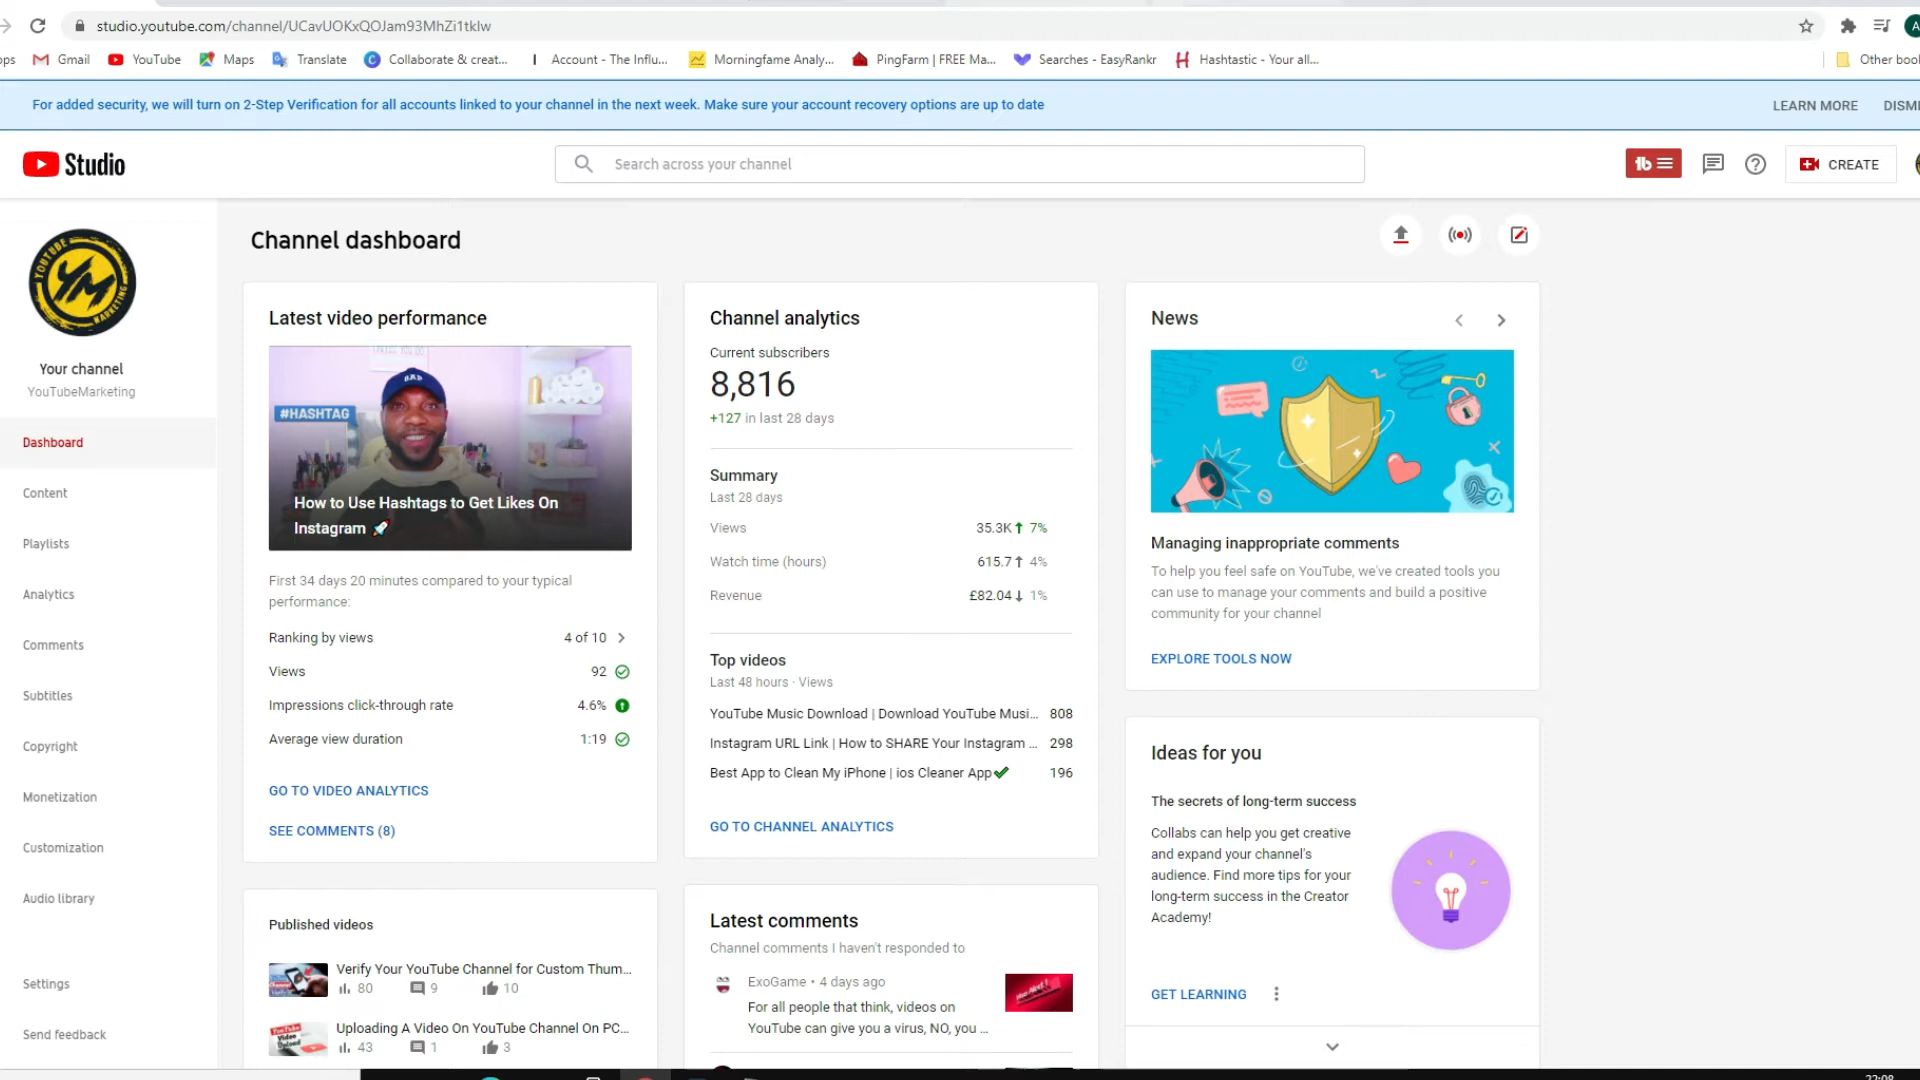 studio.youtube.com/channel/UCavUOKxQOJam93MhZi1tkIw
Gmail YouTube Maps Translate Collaborate & creat... Account - The Influ... Morningfame Analy... PingFarm | FREE Ma... Searches - EasyRankr Hashtastic - Your all... Other
For added security, we will turn on 2-Step Verification for all accounts linked to your channel in the next week. Make sure your account recovery options are up to date LEARN MORE
Studio Search across your channel CREATE
Channel dashboard
YOUTUBE
YM
MARKETING
Your channel
YouTubeMarketing
Dashboard
Content
Playlists
Analytics
Comments
Subtitles
Copyright
Monetization
Customization
Audio library
Settings
Send feedback
Latest video performance
#HASHTAG
How to Use Hashtags to Get Likes On
Instagram 🚀
First 34 days 20 minutes compared to your typical
performance:
Ranking by views 4 of 10
Views 92
Impressions click-through rate 4.6%
Average view duration 1:19
GO TO VIDEO ANALYTICS
SEE COMMENTS (8)
Published videos
Verify Your YouTube Channel for Custom Thum...
80 9 10
Uploading A Video On YouTube Channel On PC...
43 1 3
Channel analytics
Current subscribers
8,816
+127 in last 28 days
Summary
Last 28 days
Views 35.3K 7%
Watch time (hours) 615.7 4%
Revenue £82.04 1%
Top videos
Last 48 hours · Views
YouTube Music Download | Download YouTube Musi... 808
Instagram URL Link | How to SHARE Your Instagram ... 298
Best App to Clean My iPhone | ios Cleaner App✔ 196
GO TO CHANNEL ANALYTICS
Latest comments
Channel comments I haven't responded to
ExoGame • 4 days ago
For all people that think, videos on
YouTube can give you a virus, NO, you ...
News
Managing inappropriate comments
To help you feel safe on YouTube, we've created tools you
can use to manage your comments and build a positive
community for your channel
EXPLORE TOOLS NOW
Ideas for you
The secrets of long-term success
Collabs can help you get creative
and expand your channel's
audience. Find more tips for your
long-term success in the Creator
Academy!
GET LEARNING